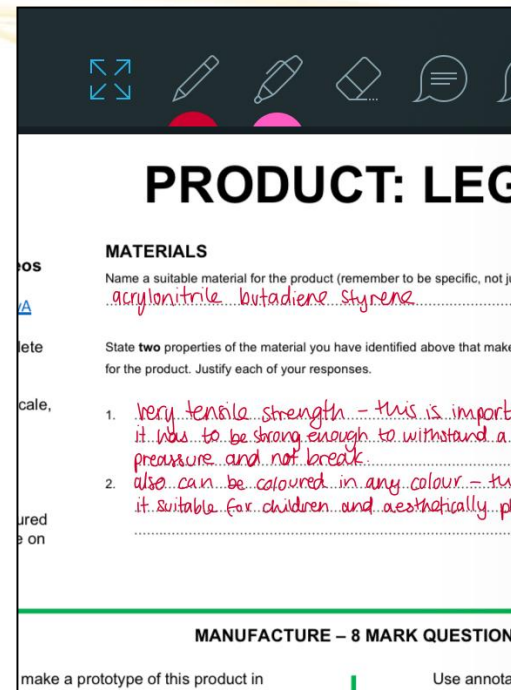 PRODUCT: LEG
eos
A
lete
cale,
ured
e on
MATERIALS
Name a suitable material for the product (remember to be specific, not ju
acrylonitrile butadiene styrene
State two properties of the material you have identified above that make
for the product. Justify each of your responses.
1. very tensile strength – this is import
it has to be strong enough to withstand a
preassure and not break.
2. also can be coloured in any colour – th
it suitable for children and aesthetically pl
MANUFACTURE – 8 MARK QUESTION
make a prototype of this product in
Use annota